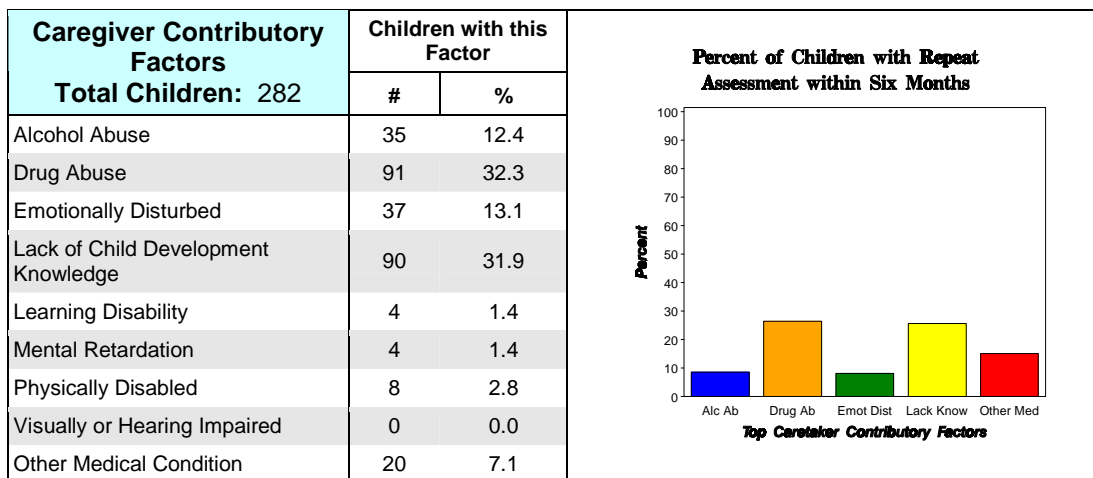 Caregiver Contributory
Factors
Total Children: 282
Children with this
Factor
# %
Alcohol Abuse 35 12.4
Drug Abuse 91 32.3
Emotionally Disturbed 37 13.1
Lack of Child Development
Knowledge 90 31.9
Learning Disability 4 1.4
Mental Retardation 4 1.4
Physically Disabled 8 2.8
Visually or Hearing Impaired 0 0.0
Other Medical Condition 20 7.1
Percent of Children with Repeat
Assessment within Six Months
100
90
80
70
60
50
40
30
20
10
0
Percent
Alc Ab Drug Ab Emot Dist Lack Know Other Med
Top Caretaker Contributory Factors